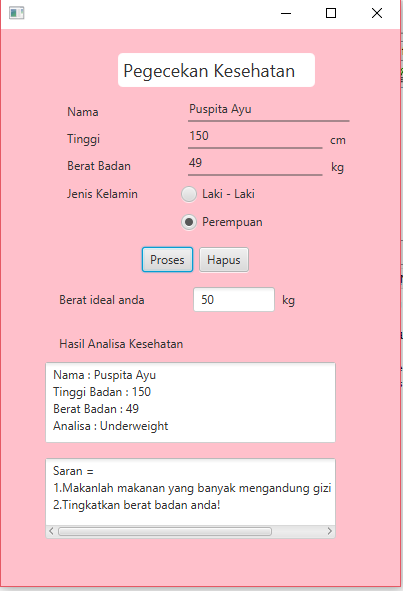 Pegecekan Kesehatan
Nama Puspita Ayu
Tinggi 150 cm
Berat Badan 49 kg
Jenis Kelamin Laki - Laki
Perempuan
Proses Hapus
Berat ideal anda 50 kg
Hasil Analisa Kesehatan
Nama : Puspita Ayu
Tinggi Badan : 150
Berat Badan : 49
Analisa : Underweight
Saran =
1.Makanlah makanan yang banyak mengandung gizi
2.Tingkatkan berat badan anda!